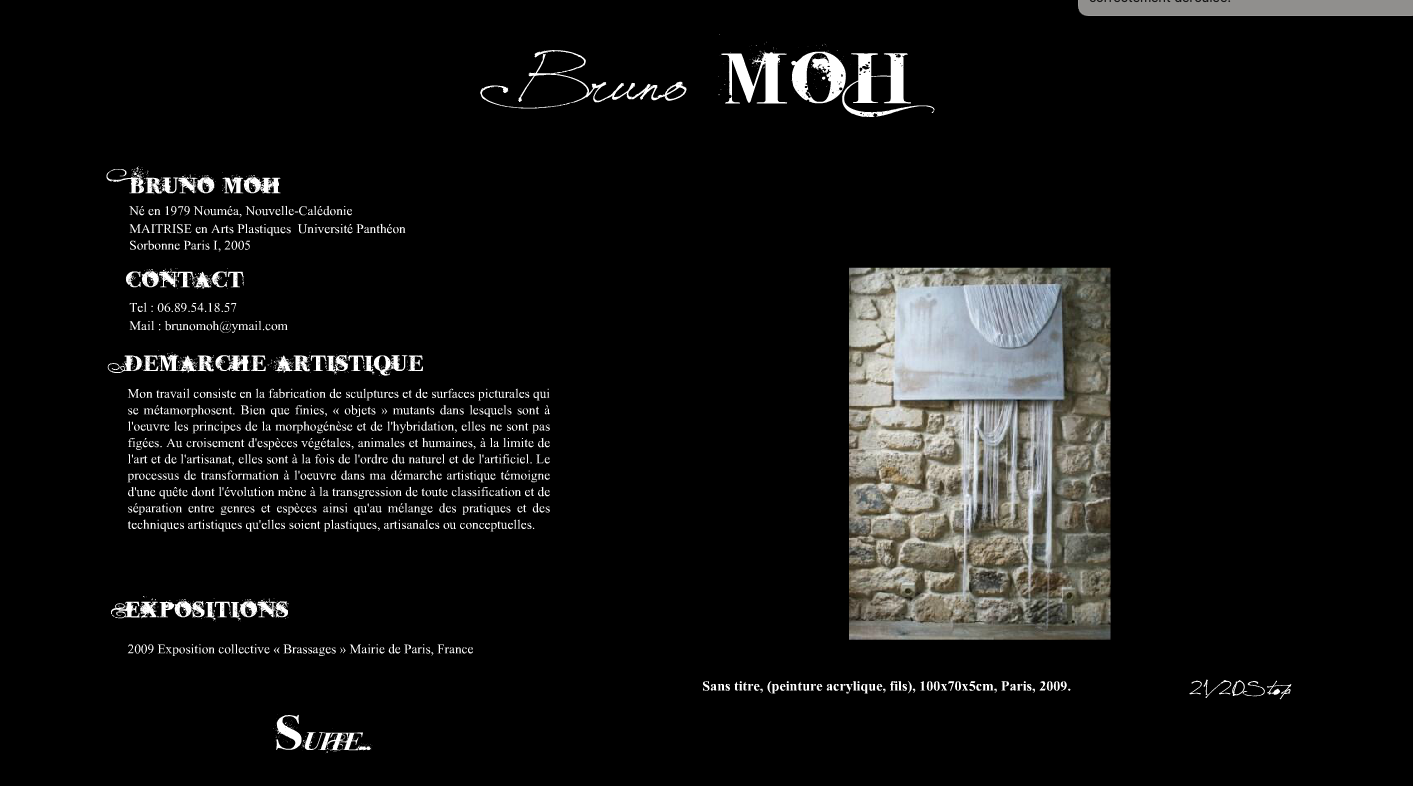 correctement déroulée.
Bruno MOH
BRUNO MOH
Né en 1979 Nouméa, Nouvelle-Calédonie
MAITRISE en Arts Plastiques  Université Panthéon
Sorbonne Paris I, 2005
CONTACT
Tel : 06.89.54.18.57
Mail : brunomoh@ymail.com
DEMARCHE ARTISTIQUE
Mon travail consiste en la fabrication de sculptures et de surfaces picturales qui
se métamorphosent. Bien que finies, « objets » mutants dans lesquels sont à
l'oeuvre les principes de la morphogénèse et de l'hybridation, elles ne sont pas
figées. Au croisement d'espèces végétales, animales et humaines, à la limite de
l'art et de l'artisanat, elles sont à la fois de l'ordre du naturel et de l'artificiel. Le
processus de transformation à l'oeuvre dans ma démarche artistique témoigne
d'une quête dont l'évolution mène à la transgression de toute classification et de
séparation entre genres et espèces ainsi qu'au mélange des pratiques et des
techniques artistiques qu'elles soient plastiques, artisanales ou conceptuelles.
EXPOSITIONS
2009 Exposition collective « Brassages » Mairie de Paris, France
Sans titre, (peinture acrylique, fils), 100x70x5cm, Paris, 2009.
21/2DStop
SUITE...